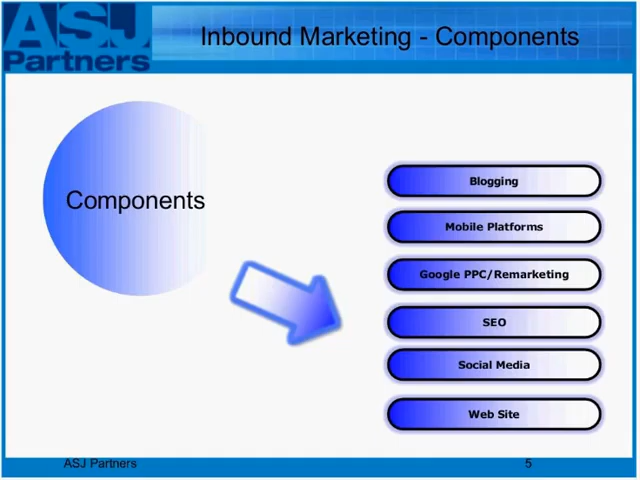 ASJ
Partners
Inbound Marketing - Components
Components
Blogging
Mobile Platforms
Google PPC/Remarketing
SEO
Social Media
Web Site
ASJ Partners
5